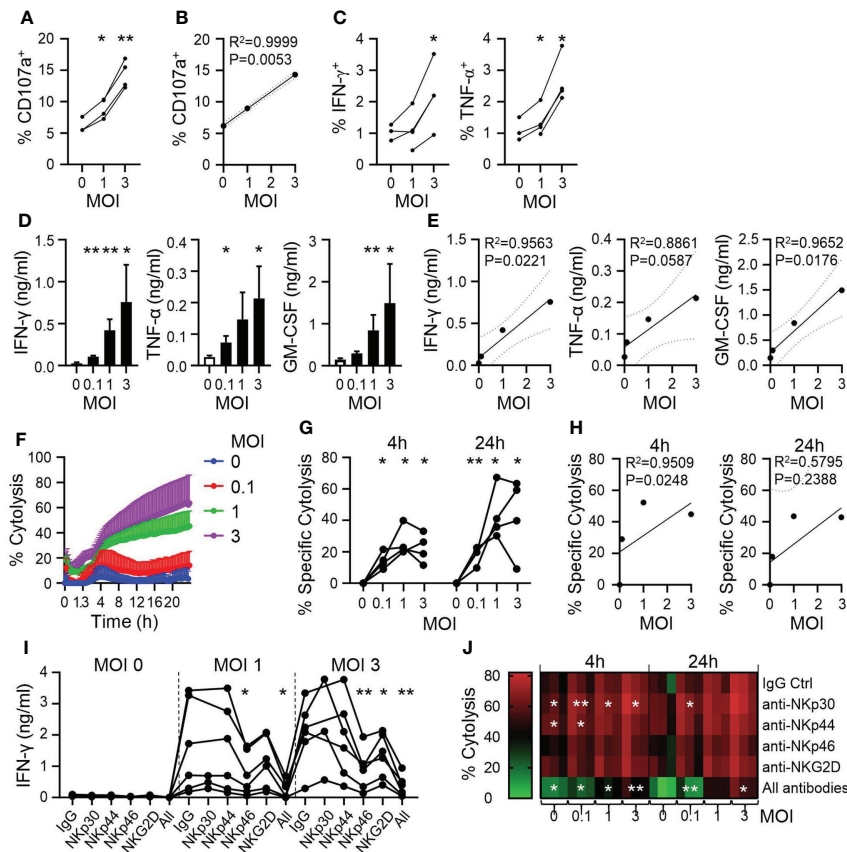 A
B
C
% CD107a⁺
20
15
10
5
0
* **
0 1 3
MOI
% CD107a⁺
20
15
10
5
0
R²=0.9999
P=0.0053
0 1 2 3
MOI
% IFN-γ⁺
4
3
2
1
0
*
0 1 3
% TNF-α⁺
4
3
2
1
0
* *
0 1 3
MOI
D
E
IFN-γ (ng/ml)
1.5
1.0
0.5
0.0
** ** *
0 0.1 1 3
TNF-α (ng/ml)
0.4
0.3
0.2
0.1
0.0
* *
0 0.1 1 3
MOI
GM-CSF (ng/ml)
3
2
1
0
** *
0 0.1 1 3
MOI
IFN-γ (ng/ml)
1.5
1.0
0.5
0.0
R²=0.9563
P=0.0221
0 1 2 3
TNF-α (ng/ml)
0.4
0.3
0.2
0.1
0.0
R²=0.8861
P=0.0587
0 1 2 3
MOI
GM-CSF (ng/ml)
2.5
2.0
1.5
1.0
0.5
0.0
R²=0.9652
P=0.0176
0 1 2 3
F
% Cytolysis
100
80
60
40
20
0
0 1.3 4 8 12 16 20
Time (h)
MOI
0
0.1
1
3
G
% Specific Cytolysis
80
60
40
20
0
4h 24h
* * * ** * *
0.1 1 3 0.1 1 3
MOI
H
% Specific Cytolysis
80
60
40
20
0
4h
R²=0.9509
P=0.0248
0 1 2 3
MOI
% Specific Cytolysis
80
60
40
20
0
24h
R²=0.5795
P=0.2388
0 1 2 3
MOI
I
IFN-γ (ng/ml)
4
3
2
1
0
MOI 0 MOI 1 MOI 3
* * ** * **
IgG NKp30 NKp44 NKp46 NKG2D All IgG NKp30 NKp44 NKp46 NKG2D All IgG NKp30 NKp44 NKp46 NKG2D All
J
% Cytolysis
80
60
40
20
0
4h 24h
IgG Ctrl
* ** * * * anti-NKp30
* * anti-NKp44
anti-NKp46
anti-NKG2D
* * * ** ** * All antibodies
0 0.1 1 3 0 0.1 1 3 MOI